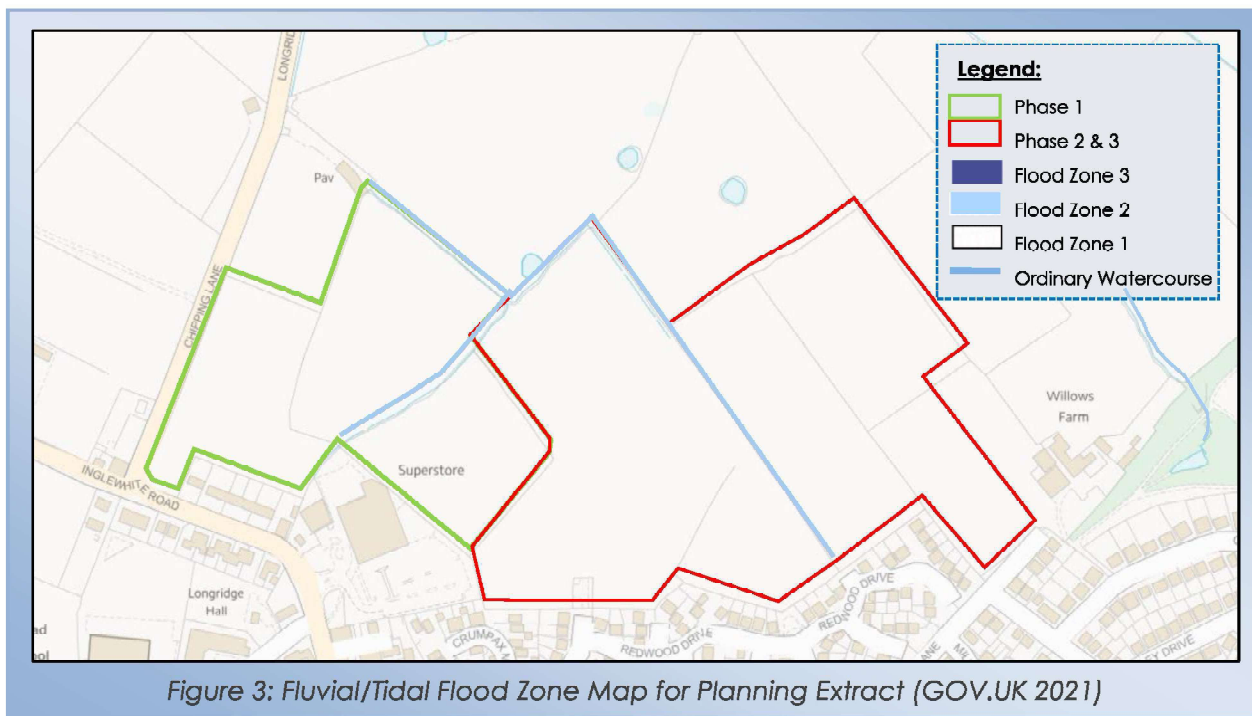 LONGRID
Legend:
Phase 1
Phase 2 & 3
Flood Zone 3
Flood Zone 2
Flood Zone 1
Ordinary Watercourse
Pav
CHIPPING LANE
Willows
Farm
Superstore
INGLEWHITE ROAD
Longridge
Hall
REDWOOD DRIVE
REDWOOD DRIVE
CRUMPAX
Figure 3: Fluvial/Tidal Flood Zone Map for Planning Extract (GOV.UK 2021)